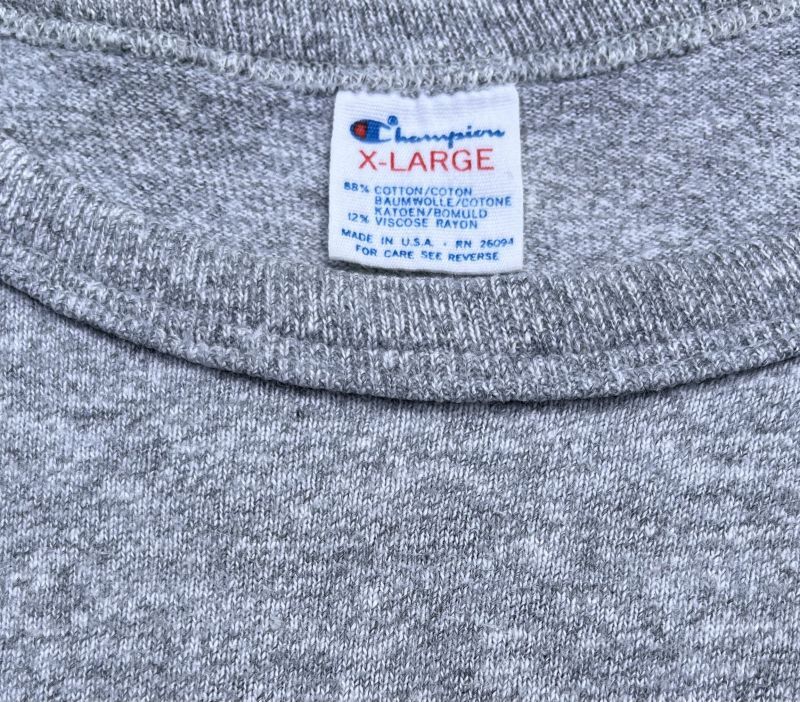 Champion®
X-LARGE
88% COTTON/COTON
BAUMWOLLE/COTONE
KATOEN/BOMULD
12% VISCOSE RAYON
MADE IN U.S.A. · RN 26094
FOR CARE SEE REVERSE